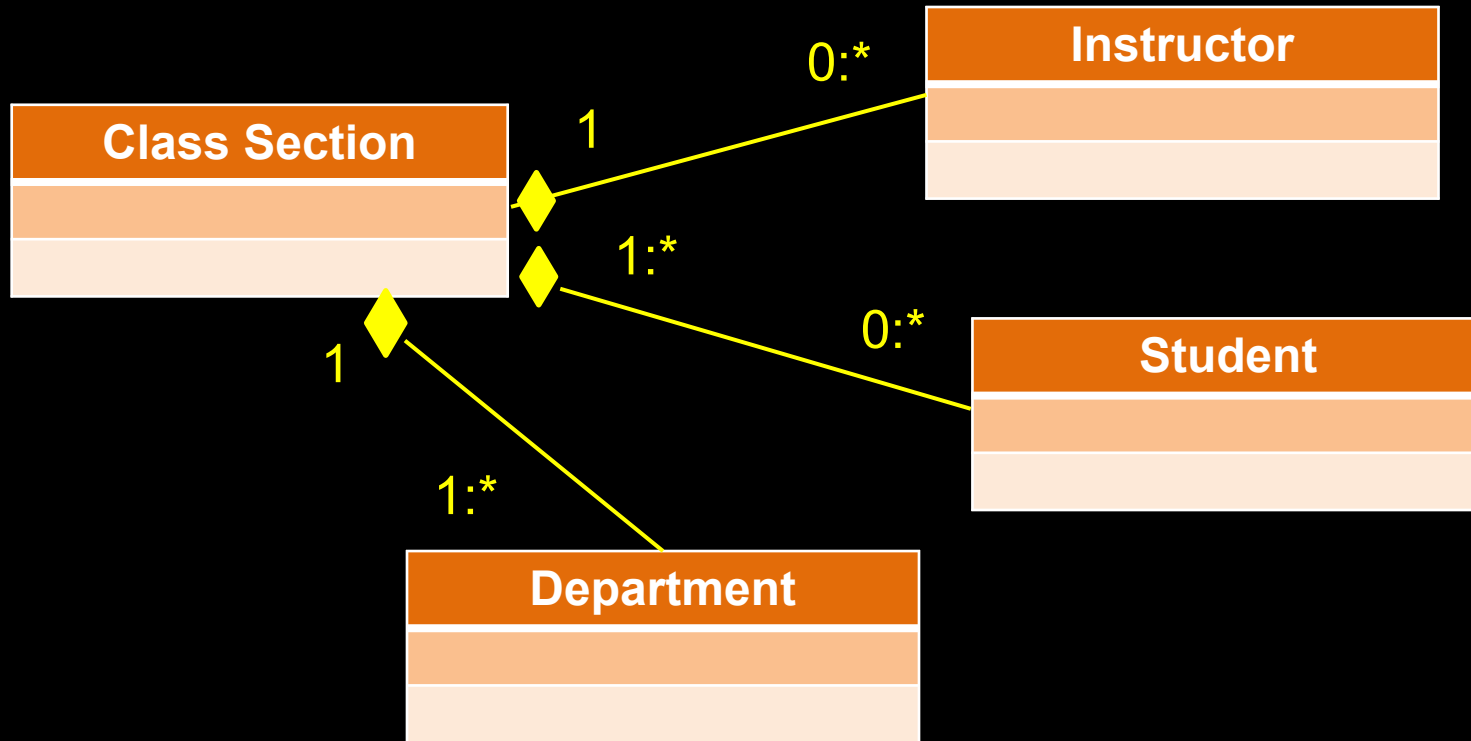 Instructor
0:*
1
Class Section
1:*
0:*
Student
1
1:*
Department